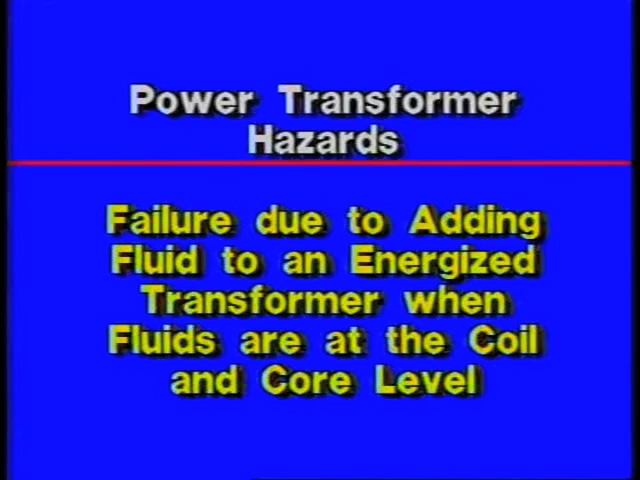 Power Transformer
Hazards
Failure due to Adding
Fluid to an Energized
Transformer when
Fluids are at the Coil
and Core Level